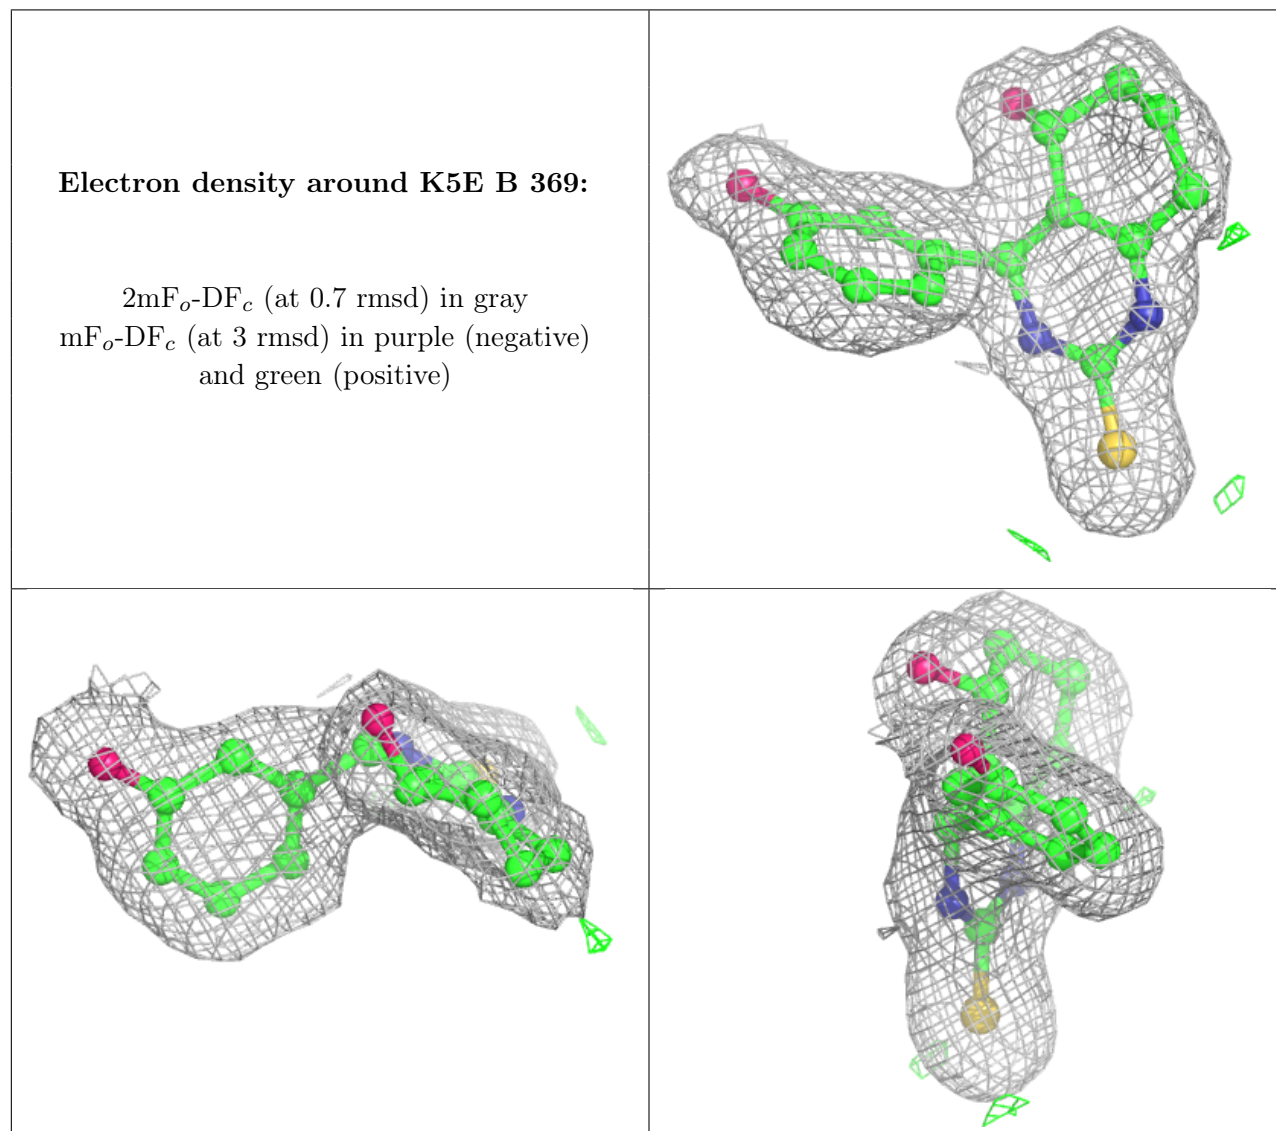 Electron density around K5E B 369:
2mFo-DFc (at 0.7 rmsd) in gray
mFo-DFc (at 3 rmsd) in purple (negative)
and green (positive)